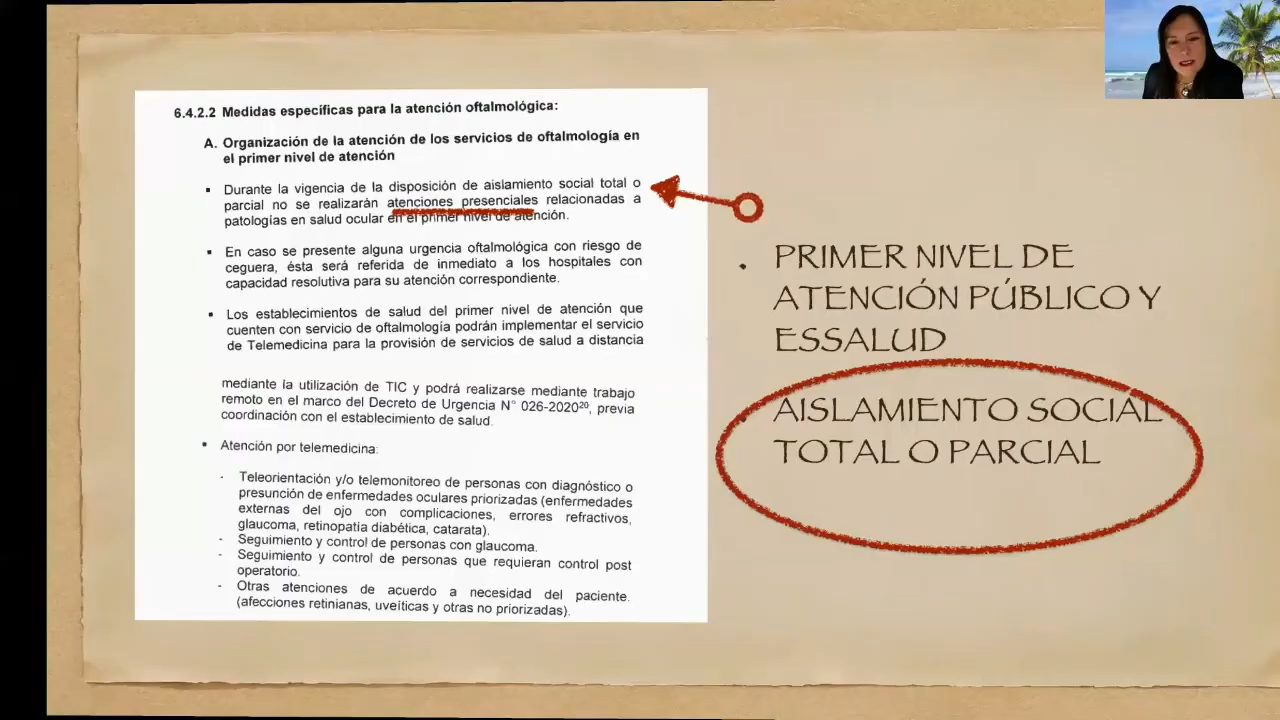 6.4.2.2 Medidas específicas para la atención oftalmológica:
A. Organización de la atención de los servicios de oftalmología en
el primer nivel de atención
▪ Durante la vigencia de la disposición de aislamiento social total o
parcial no se realizarán atenciones presenciales relacionadas a
patologías en salud ocular en el primer nivel de atención.
▪ En caso se presente alguna urgencia oftalmológica con riesgo de
ceguera, ésta será referida de inmediato a los hospitales con
capacidad resolutiva para su atención correspondiente.
▪ Los establecimientos de salud del primer nivel de atención que
cuenten con servicio de oftalmología podrán implementar el servicio
de Telemedicina para la provisión de servicios de salud a distancia
mediante la utilización de TIC y podrá realizarse mediante trabajo
remoto en el marco del Decreto de Urgencia N° 026-2020²⁰, previa
coordinación con el establecimiento de salud.
▪ Atención por telemedicina:
- Teleorientación y/o telemonitoreo de personas con diagnóstico o
presunción de enfermedades oculares priorizadas (enfermedades
externas del ojo con complicaciones, errores refractivos,
glaucoma, retinopatía diabética, catarata).
- Seguimiento y control de personas con glaucoma.
- Seguimiento y control de personas que requieran control post
operatorio.
- Otras atenciones de acuerdo a necesidad del paciente.
(afecciones retinianas, uveíticas y otras no priorizadas).
• PRIMER NIVEL DE
ATENCIÓN PÚBLICO Y
ESSALUD
AISLAMIENTO SOCIAL
TOTAL O PARCIAL